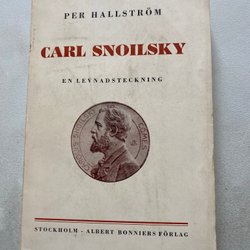 PER HALLSTRÖM
CARL SNOILSKY
EN LEVNADSTECKNING
STOCKHOLM · ALBERT BONNIERS FÖRLAG